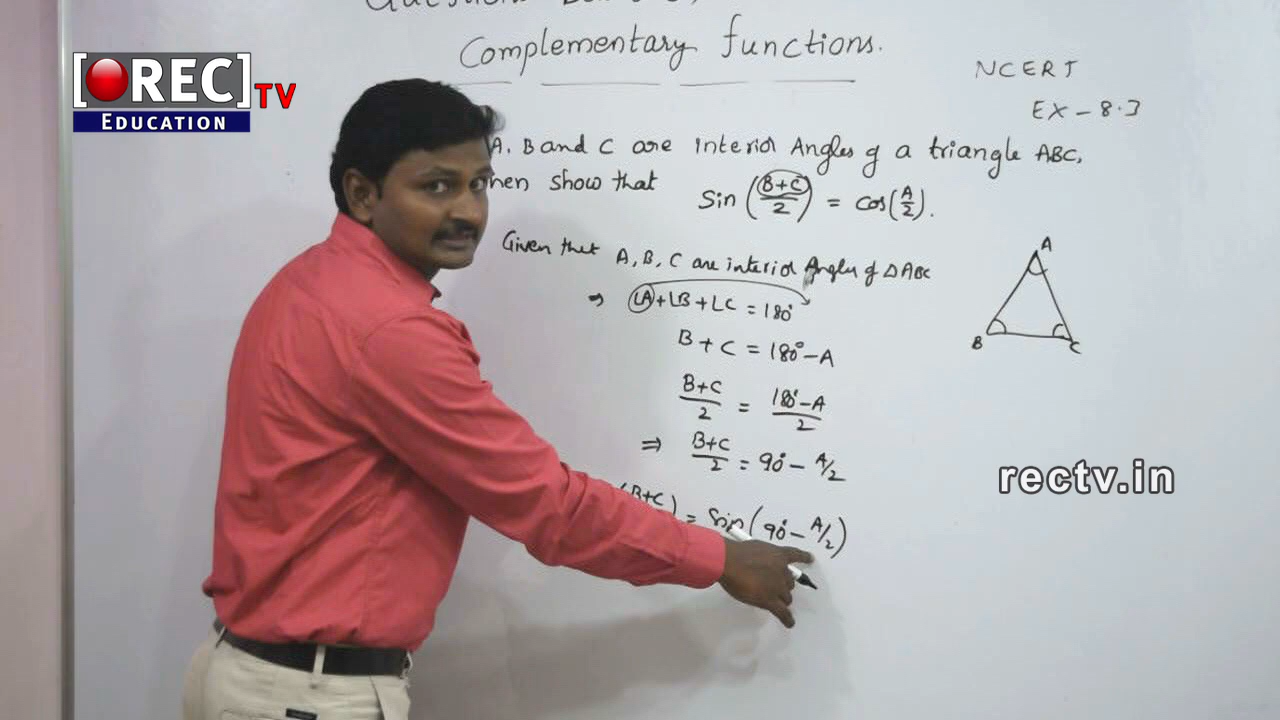 Complementary functions.
[REC] TV
EDUCATION
NCERT
EX - 8.3
A, B and C are interior Angles of a triangle ABC,
show that Sin (B+C/2) = cos(A/2).
Given that A, B, C are interior Angles of △ABC
⇒ ∠A+∠B+∠C = 180°
B+C = 180°-A
B+C/2 = 180°-A/2
⇒ B+C/2 = 90° - A/2
(B+C) = Sin (90° - A/2)
A
B
C
rectv.in